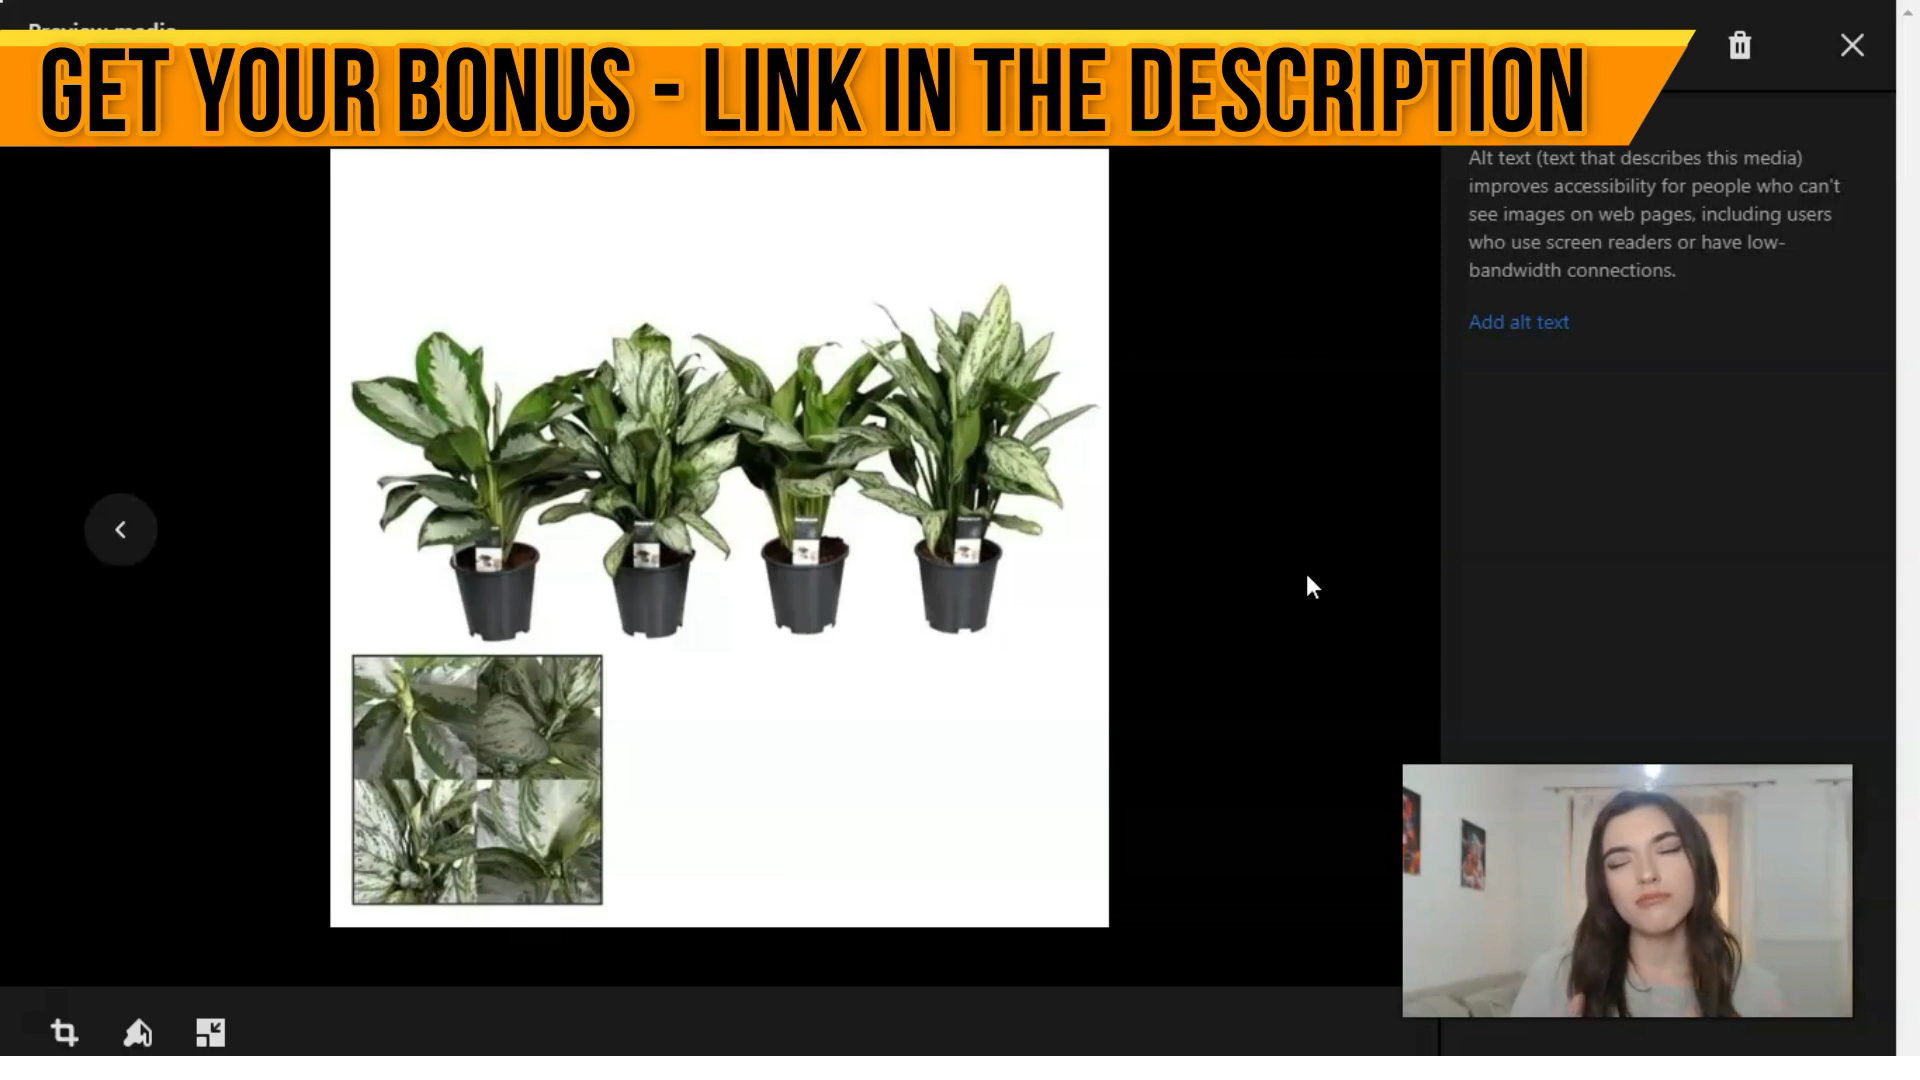 Preview media
GET YOUR BONUS - LINK IN THE DESCRIPTION
Alt text (text that describes this media)
improves accessibility for people who can't
see images on web pages, including users
who use screen readers or have low-
bandwidth connections.
Add alt text